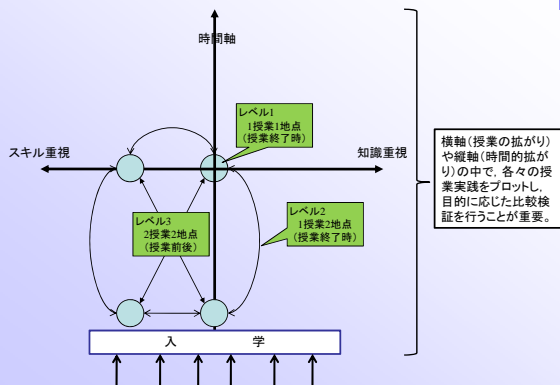 時間軸
レベル1
1授業1地点
(授業終了時)
スキル重視
知識重視
横軸(授業の拡がり)
や縦軸(時間的拡が
り)の中で，各々の授
業実践をプロットし，
目的に応じた比較検
証を行うことが重要。
レベル3
2授業2地点
(授業前後)
レベル2
1授業2地点
(授業終了時)
入　学